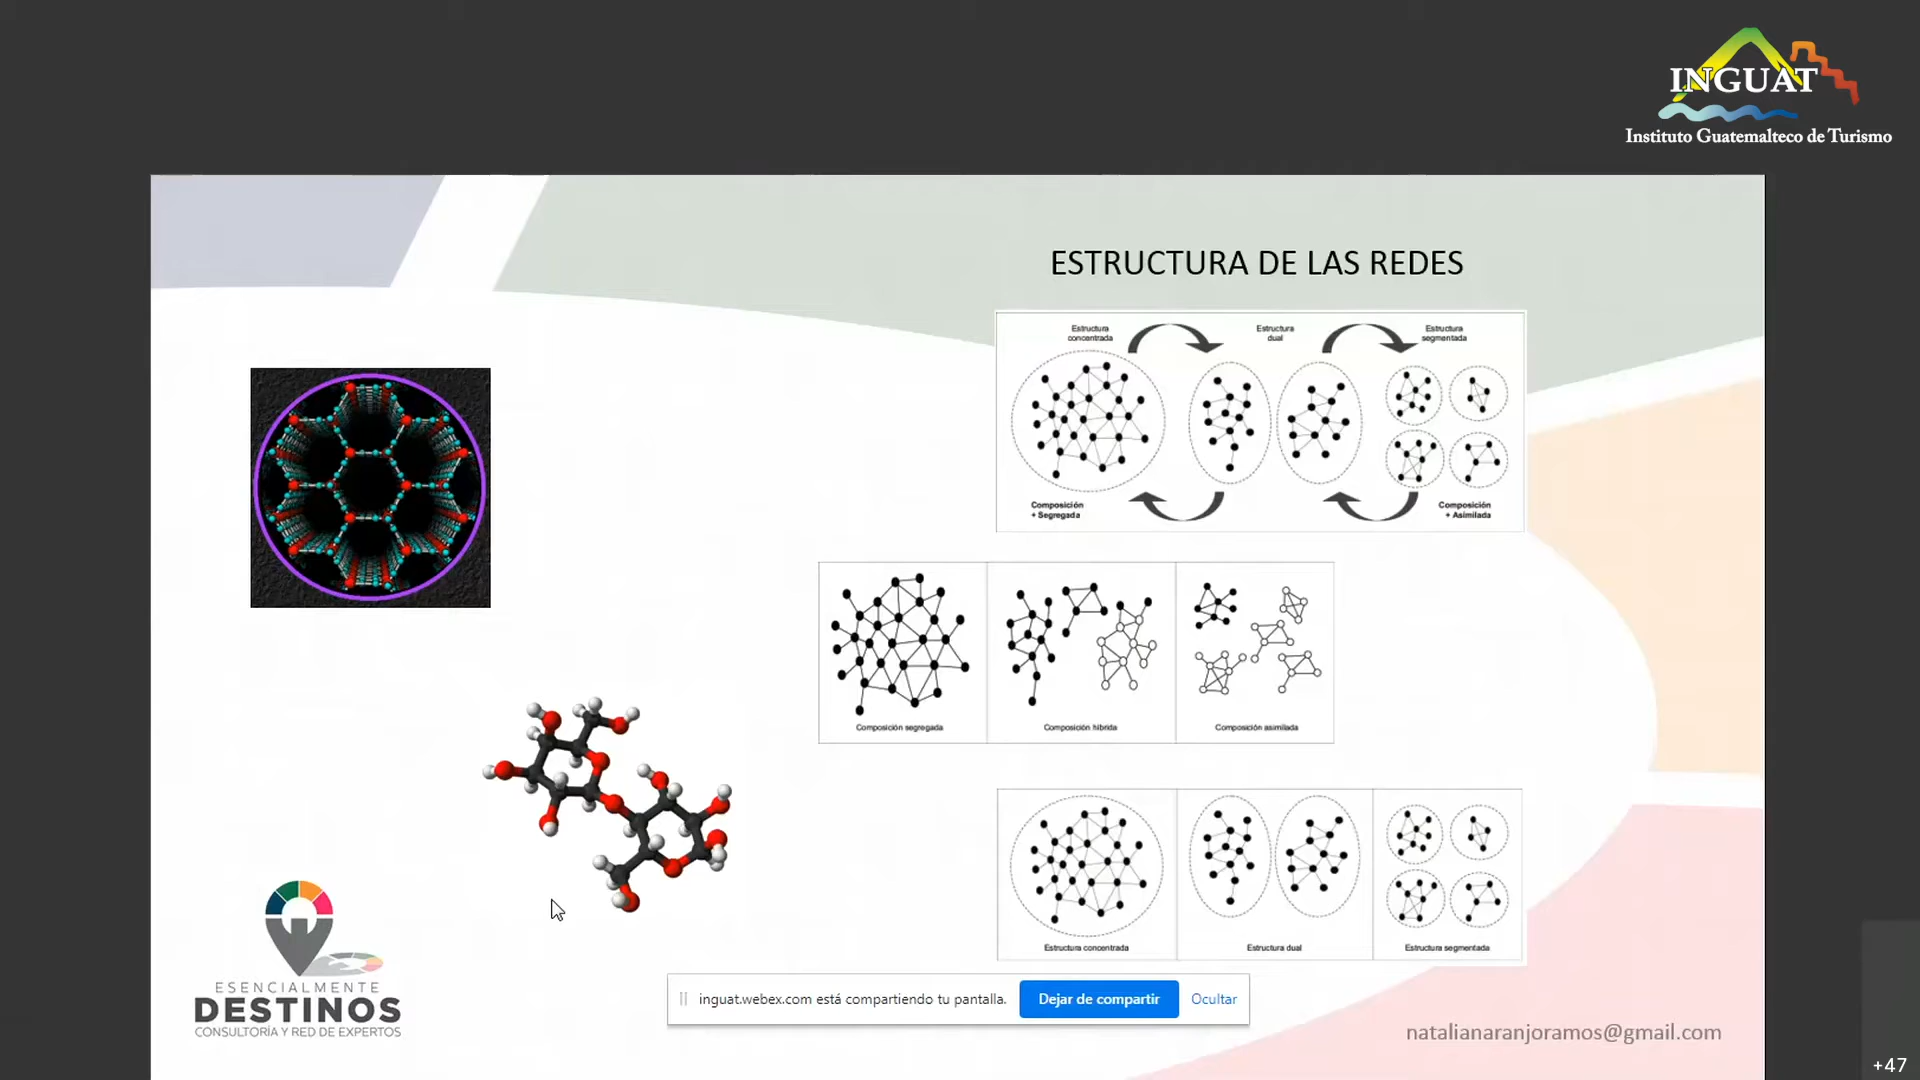 INGUAT
Instituto Guatemalteco de Turismo
ESTRUCTURA DE LAS REDES
Estructura
concentrada
Estructura
dual
Estructura
segmentada
Composición
+ Segregada
Composición
+ Asimilada
Composición segregada
Composición híbrida
Composición asimilada
Estructura concentrada
Estructura dual
Estructura segmentada
ESENCIALMENTE
DESTINOS
CONSULTORÍA Y RED DE EXPERTOS
inguat.webex.com está compartiendo tu pantalla.
Dejar de compartir
Ocultar
natalianaranjoramos@gmail.com
+47